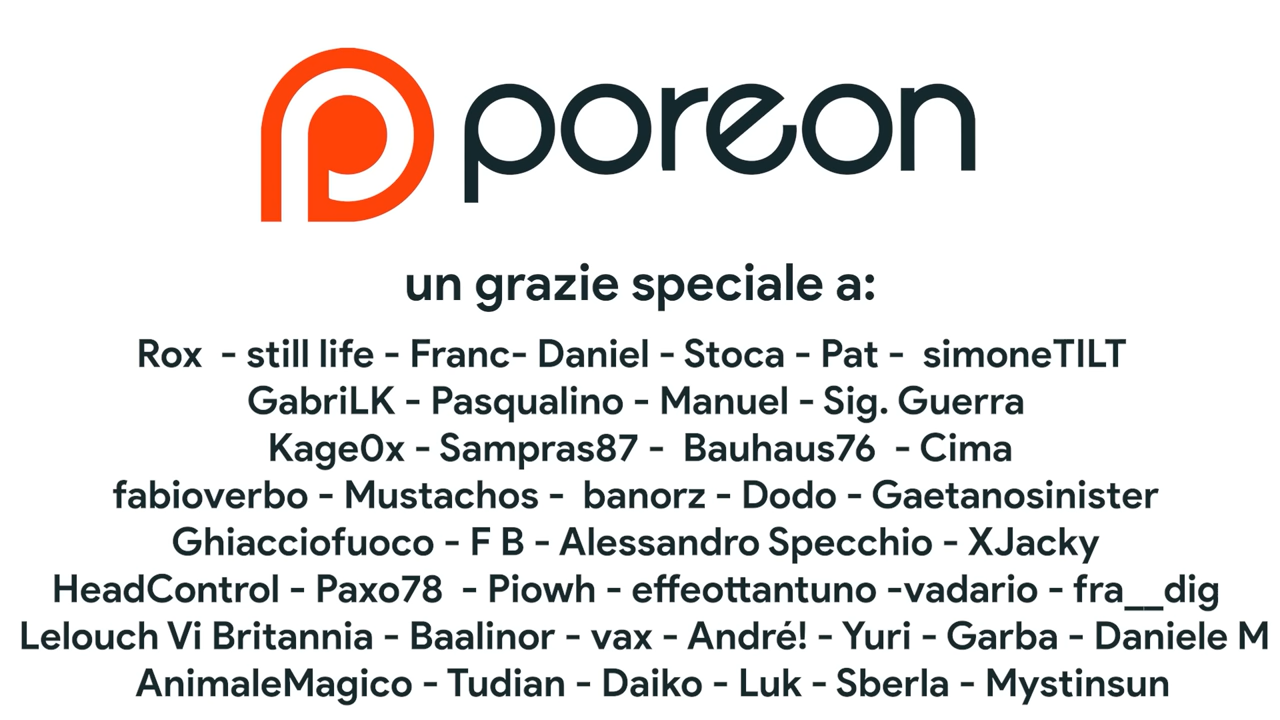 poreon
un grazie speciale a:
Rox - still life - Franc- Daniel - Stoca - Pat - simoneTILT
GabriLK - Pasqualino - Manuel - Sig. Guerra
Kage0x - Sampras87 - Bauhaus76 - Cima
fabioverbo - Mustachos - banorz - Dodo - Gaetanosinister
Ghiacciofuoco - F B - Alessandro Specchio - XJacky
HeadControl - Paxo78 - Piowh - effeottantuno -vadario - fra__dig
Lelouch Vi Britannia - Baalinor - vax - André! - Yuri - Garba - Daniele M
AnimaleMagico - Tudian - Daiko - Luk - Sberla - Mystinsun